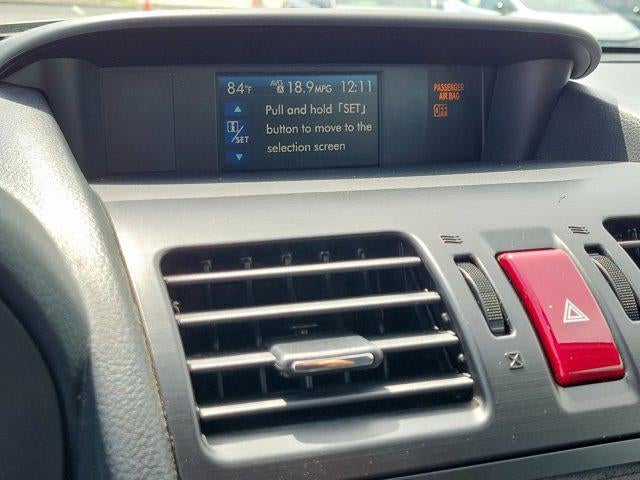 84°F AVG A 18.9MPG 12:11
Pull and hold「SET」
button to move to the
selection screen
i/SET
PASSENGER
AIR BAG
OFF